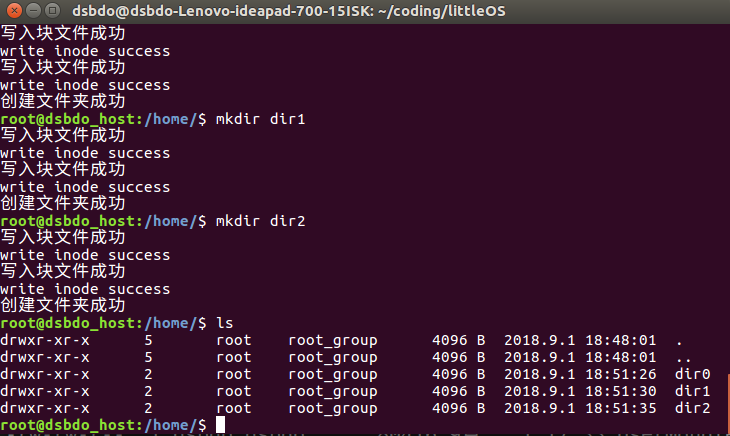 dsbdo@dsbdo-Lenovo-ideapad-700-15ISK: ~/coding/littleOS
写入块文件成功
write inode success
写入块文件成功
write inode success
创建文件夹成功
root@dsbdo_host:/home/$ mkdir dir1
写入块文件成功
write inode success
写入块文件成功
write inode success
创建文件夹成功
root@dsbdo_host:/home/$ mkdir dir2
写入块文件成功
write inode success
写入块文件成功
write inode success
创建文件夹成功
root@dsbdo_host:/home/$ ls
drwxr-xr-x 5 root root_group 4096 B 2018.9.1 18:48:01 .
drwxr-xr-x 5 root root_group 4096 B 2018.9.1 18:48:01 ..
drwxr-xr-x 2 root root_group 4096 B 2018.9.1 18:51:26 dir0
drwxr-xr-x 2 root root_group 4096 B 2018.9.1 18:51:30 dir1
drwxr-xr-x 2 root root_group 4096 B 2018.9.1 18:51:35 dir2
root@dsbdo_host:/home/$